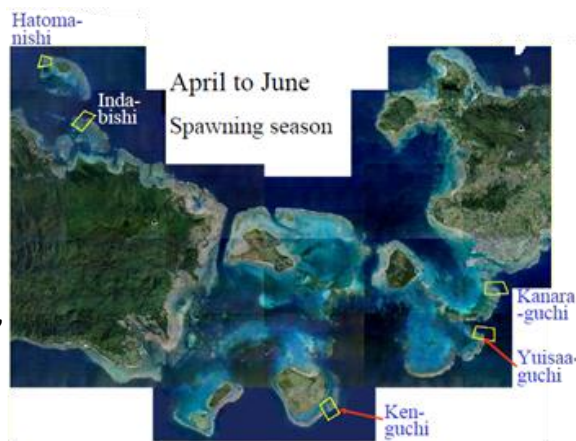 Hatoma-
nishi
Inda-
bishi
April to June
Spawning season
Kanara
-guchi
Yuisaa-
guchi
Ken-
guchi